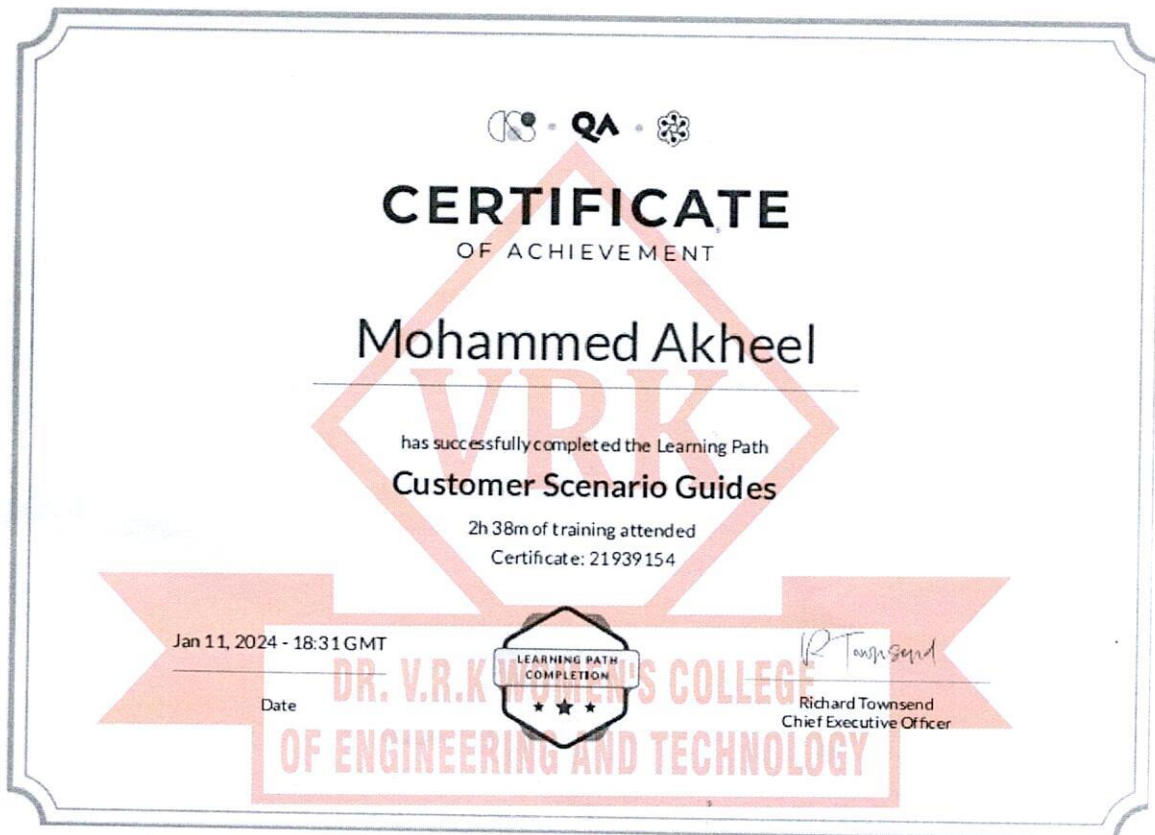 QA
CERTIFICATE
OF ACHIEVEMENT
Mohammed Akheel
VRK
has successfully completed the Learning Path
Customer Scenario Guides
2h 38m of training attended
Certificate: 21939154
Jan 11, 2024 - 18:31 GMT
Date
LEARNING PATH
COMPLETION
R Townsend
Richard Townsend
Chief Executive Officer
DR. V.R.K WOMEN'S COLLEGE
OF ENGINEERING AND TECHNOLOGY